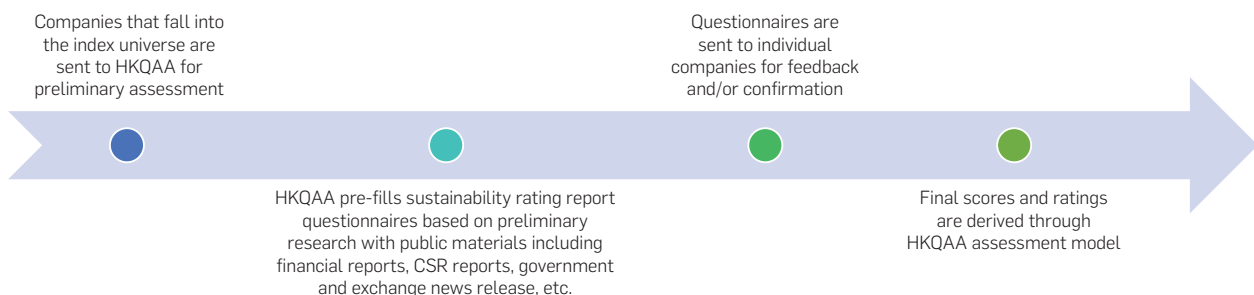 Companies that fall into
the index universe are
sent to HKQAA for
preliminary assessment
HKQAA pre-fills sustainability rating report
questionnaires based on preliminary
research with public materials including
financial reports, CSR reports, government
and exchange news release, etc.
Questionnaires are
sent to individual
companies for feedback
and/or confirmation
Final scores and ratings
are derived through
HKQAA assessment model